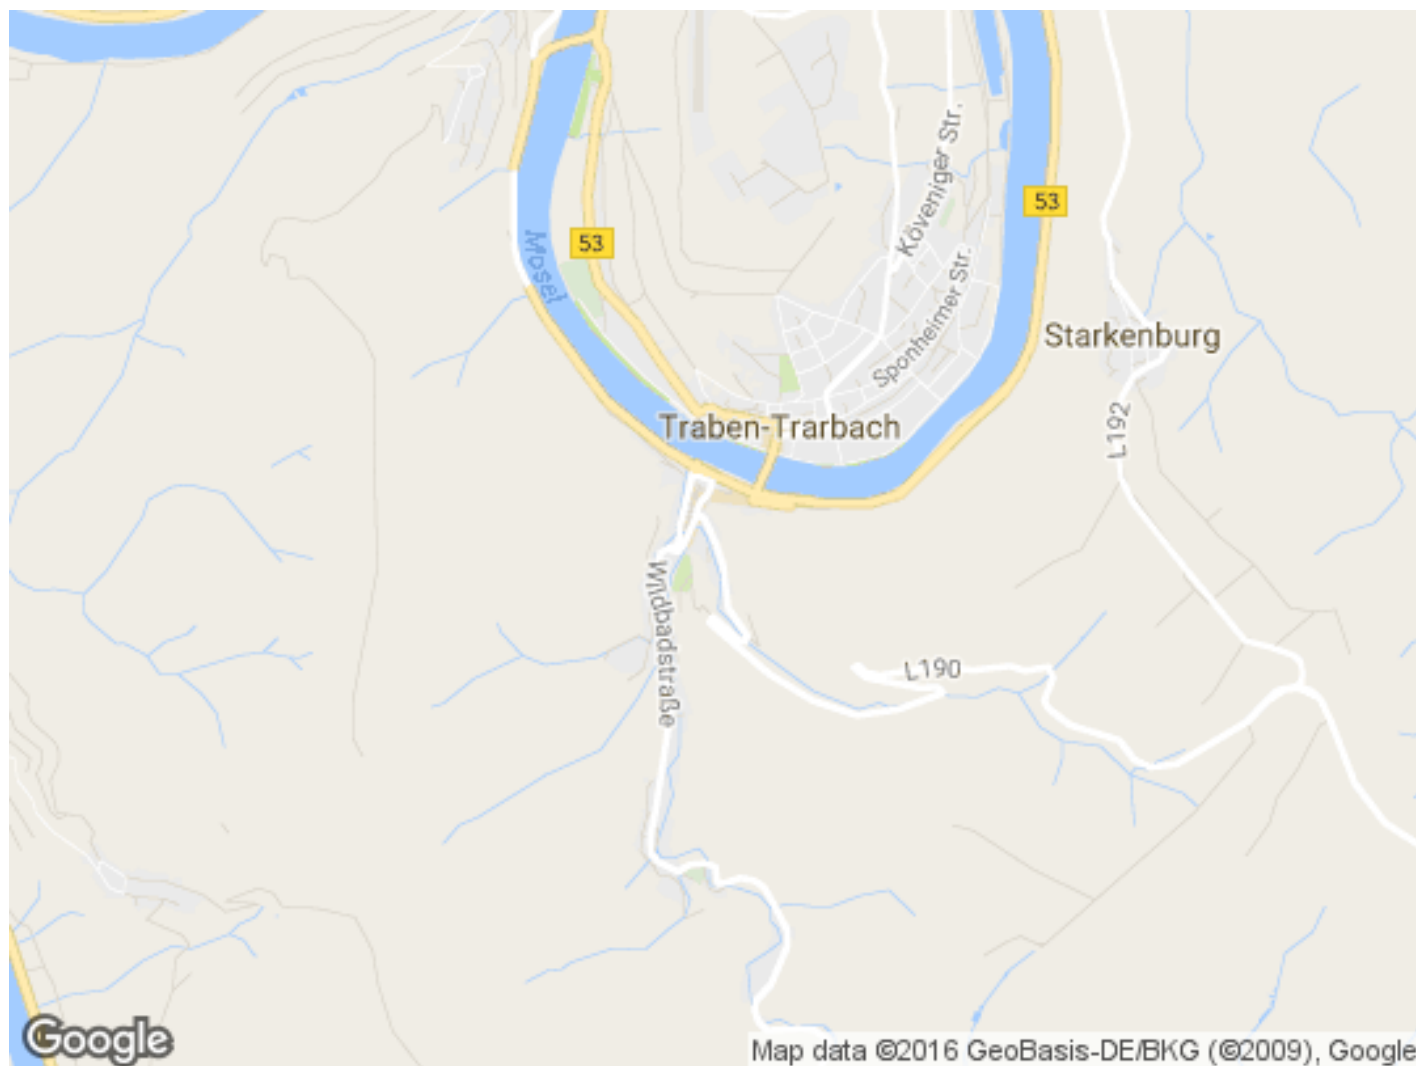 Köveniger Str.
53
53
Mosel
Sponheimer Str.
Starkenburg
Traben-Trarbach
L192
Wildbadstraße
L190
Google
Map data ©2016 GeoBasis-DE/BKG (©2009), Google